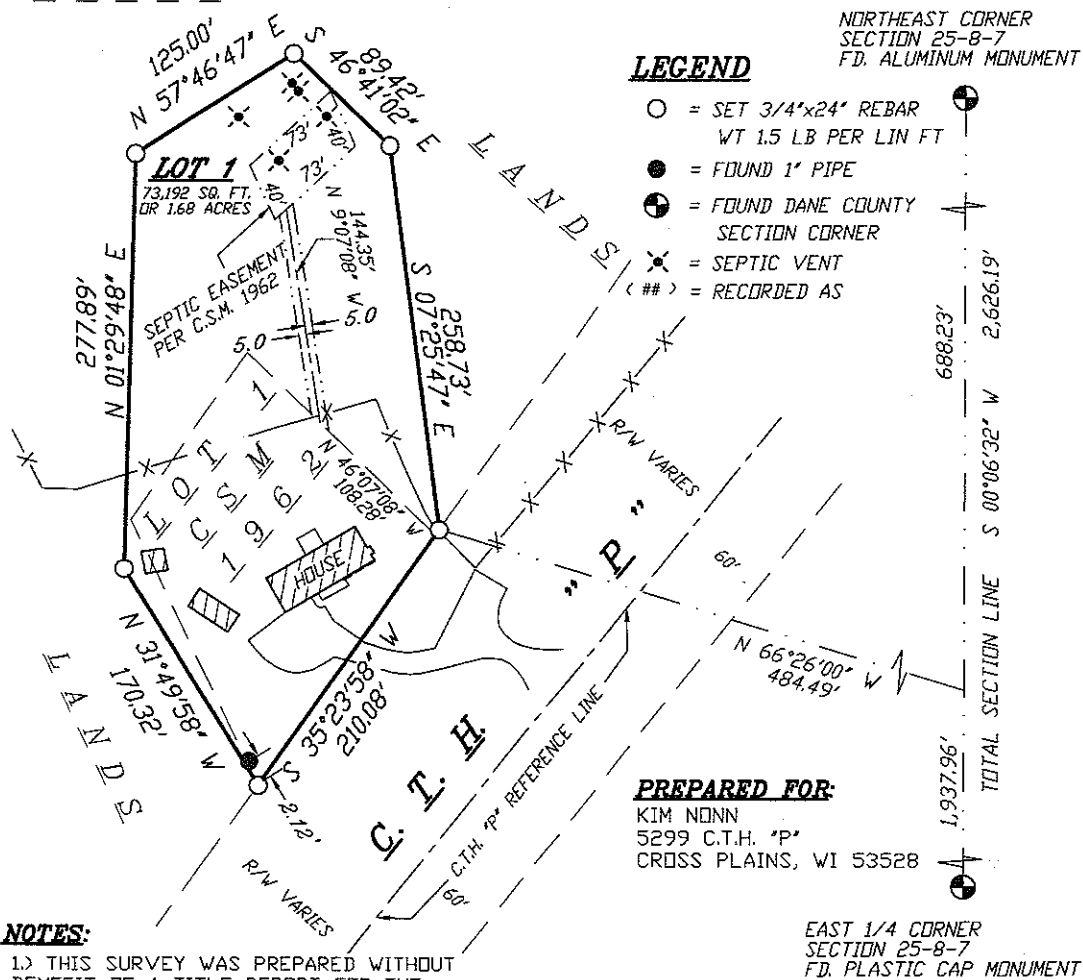 NORTHEAST CORNER
SECTION 25-8-7
FD. ALUMINUM MONUMENT
LEGEND
= SET 3/4"x24" REBAR
WT 1.5 LB PER LIN FT
= FOUND 1" PIPE
= FOUND DANE COUNTY
SECTION CORNER
= SEPTIC VENT
( ## ) = RECORDED AS
125.00'
N 57°46'47" E
S 46°41'02" E
89.42'
LOT 1
73,192 SQ. FT.
OR 1.68 ACRES
73'
40'
73'
40'
N 9°07'08" W
144.35'
SEPTIC EASEMENT
PER C.S.M. 1962
5.0
5.0
277.89'
N 01°29'48" E
258.73'
S 07°25'47" E
LANDS
LOT 1
CSM
1962
N 46°07'08" W
108.28'
HOUSE
N 31°49'58" W
170.32'
S 35°23'58" W
210.08'
2.12'
LANDS
R/W VARIES
R/W VARIES
C. T. H. "P"
C.T.H. "P" REFERENCE LINE
60'
60'
N 66°26'00" W
484.49'
688.23'
2,626.19'
TOTAL SECTION LINE S 00°06'32" W
1,937.96'
PREPARED FOR:
KIM NONN
5299 C.T.H. "P"
CROSS PLAINS, WI 53528
EAST 1/4 CORNER
SECTION 25-8-7
FD. PLASTIC CAP MONUMENT
NOTES:
1.) THIS SURVEY WAS PREPARED WITHOUT